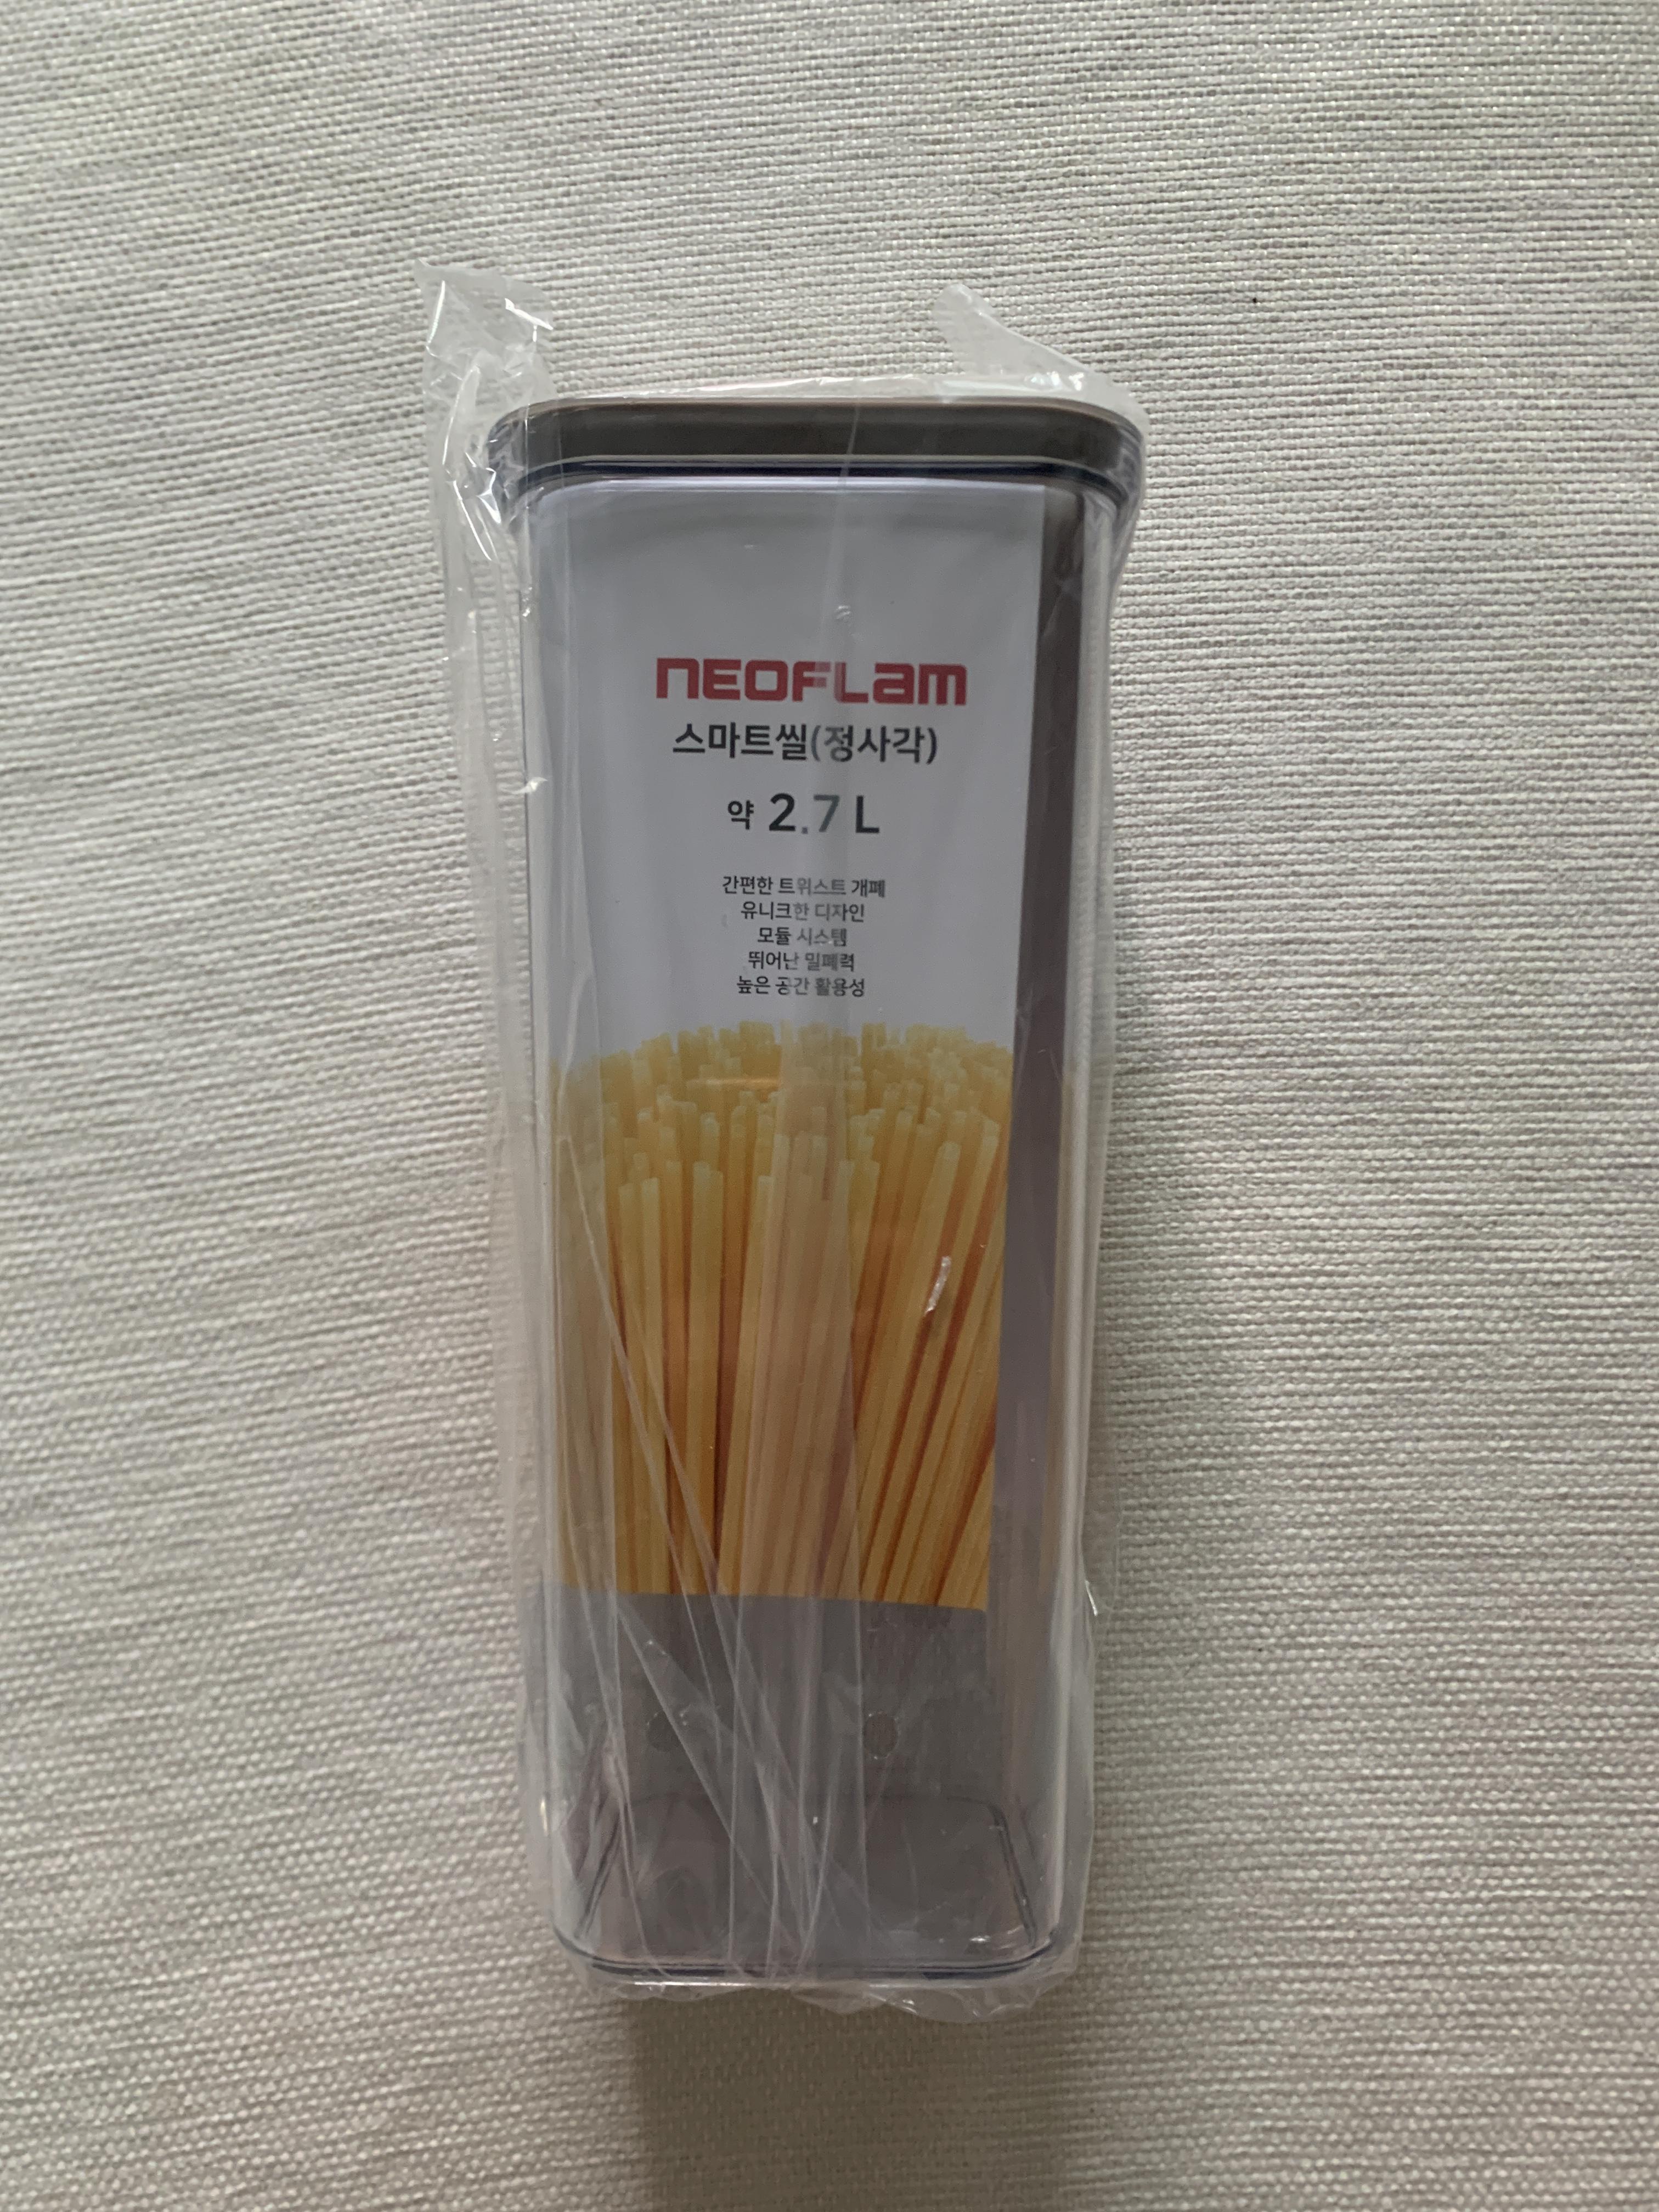 NEOFLAM
스마트씰(정사각)
약 2.7 L
간편한 트위스트 개폐
유니크한 디자인
모듈 시스템
뛰어난 밀폐력
높은 공간 활용성